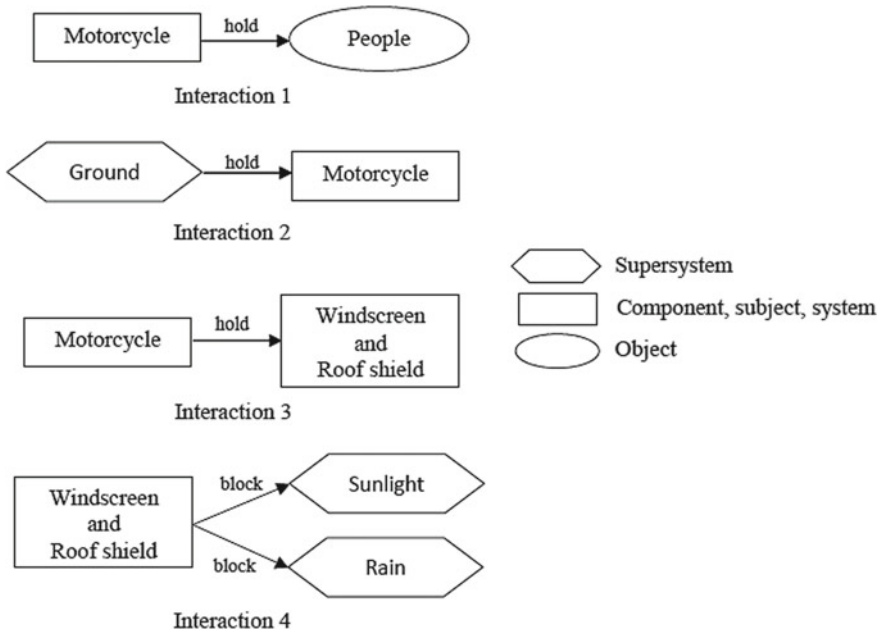 Motorcycle
hold
People
Interaction 1
Ground
hold
Motorcycle
Interaction 2
Motorcycle
hold
Windscreen
and
Roof shield
Interaction 3
Windscreen
and
Roof shield
block
Sunlight
block
Rain
Interaction 4
Supersystem
Component, subject, system
Object